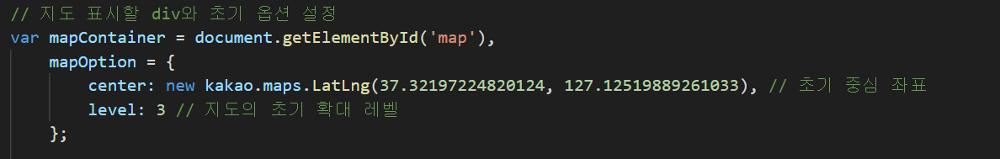 // 지도 표시할 div와 초기 옵션 설정
var mapContainer = document.getElementById('map'),
    mapOption = {
        center: new kakao.maps.LatLng(37.32197224820124, 127.12519889261033), // 초기 중심 좌표
        level: 3 // 지도의 초기 확대 레벨
    };